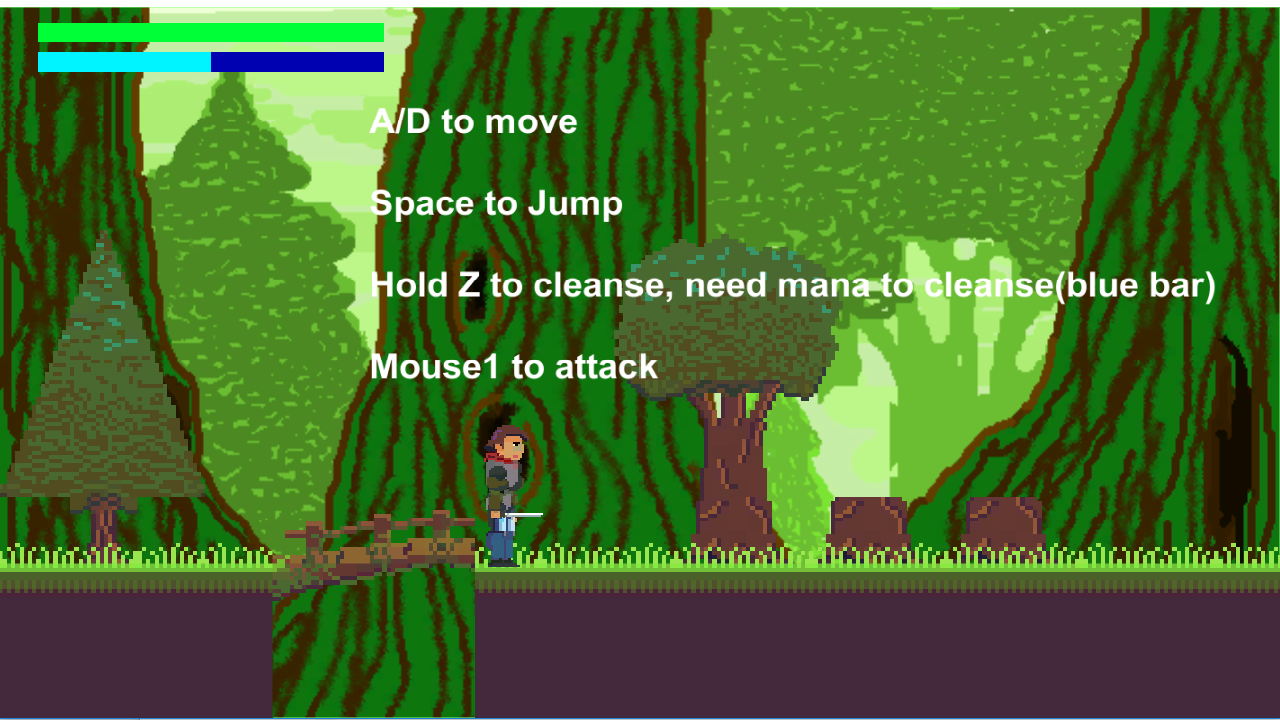 A/D to move
Space to Jump
Hold Z to cleanse, need mana to cleanse(blue bar)
Mouse1 to attack